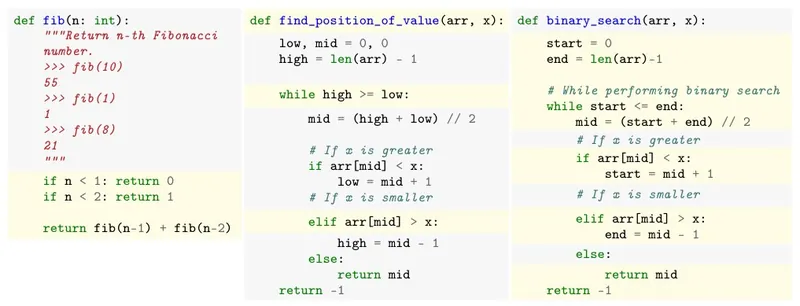 def fib(n: int):
    """Return n-th Fibonacci
    number.
    >>> fib(10)
    55
    >>> fib(1)
    1
    >>> fib(8)
    21
    """
    if n < 1: return 0
    if n < 2: return 1
    return fib(n-1) + fib(n-2)
def find_position_of_value(arr, x):
    low, mid = 0, 0
    high = len(arr) - 1
    while high >= low:
        mid = (high + low) // 2
        # If x is greater
        if arr[mid] < x:
            low = mid + 1
        # If x is smaller
        elif arr[mid] > x:
            high = mid - 1
        else:
            return mid
    return -1
def binary_search(arr, x):
    start = 0
    end = len(arr)-1
    # While performing binary search
    while start <= end:
        mid = (start + end) // 2
        # If x is greater
        if arr[mid] < x:
            start = mid + 1
        # If x is smaller
        elif arr[mid] > x:
            end = mid - 1
        else:
            return mid
    return -1